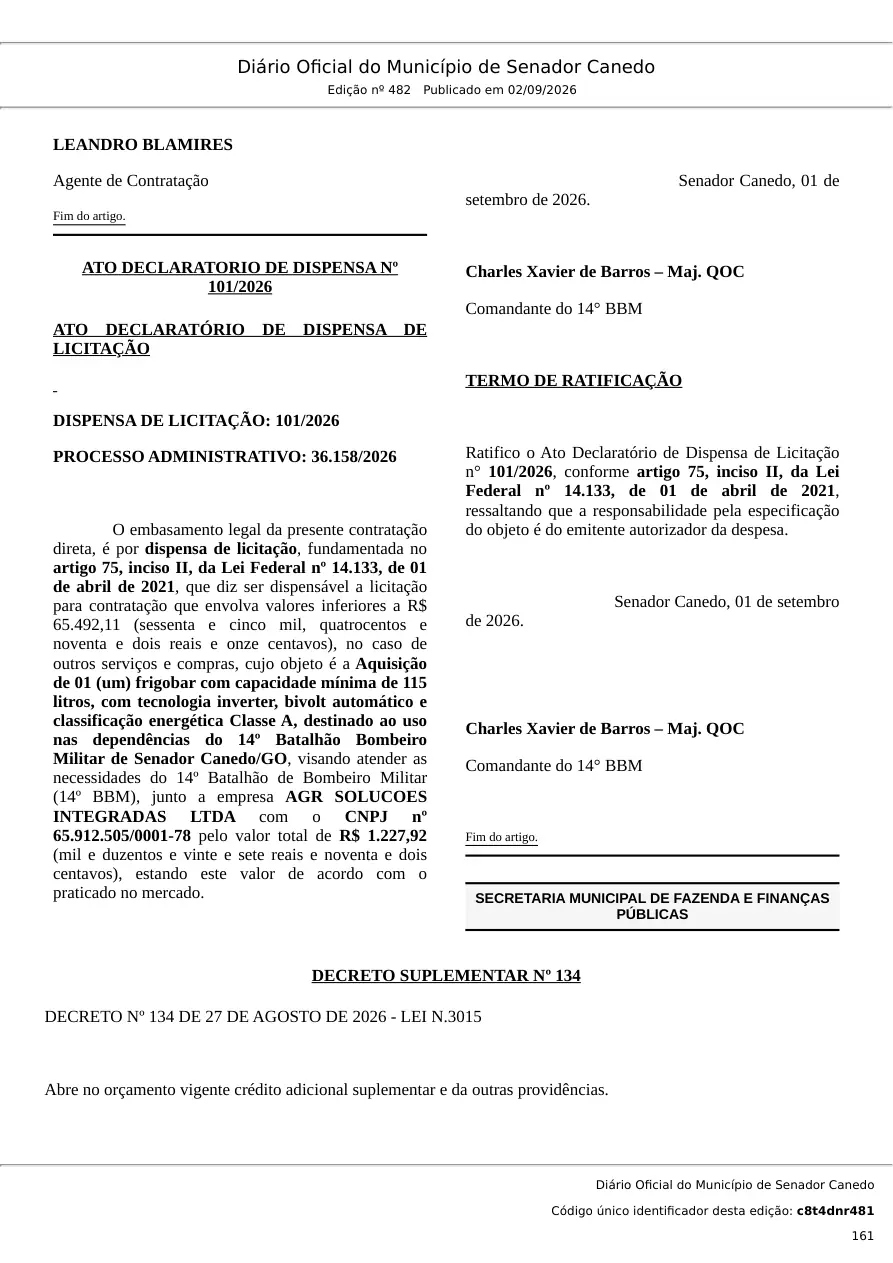 Diário Oficial do Município de Senador Canedo
Edição nº 482 Publicado em 02/09/2026
LEANDRO BLAMIRES
Agente de Contratação
Fim do artigo.
ATO DECLARATORIO DE DISPENSA Nº
101/2026
ATO DECLARATÓRIO DE DISPENSA DE
LICITAÇÃO
DISPENSA DE LICITAÇÃO: 101/2026
PROCESSO ADMINISTRATIVO: 36.158/2026
O embasamento legal da presente contratação
direta, é por dispensa de licitação, fundamentada no
artigo 75, inciso II, da Lei Federal nº 14.133, de 01
de abril de 2021, que diz ser dispensável a licitação
para contratação que envolva valores inferiores a R$
65.492,11 (sessenta e cinco mil, quatrocentos e
noventa e dois reais e onze centavos), no caso de
outros serviços e compras, cujo objeto é a Aquisição
de 01 (um) frigobar com capacidade mínima de 115
litros, com tecnologia inverter, bivolt automático e
classificação energética Classe A, destinado ao uso
nas dependências do 14º Batalhão Bombeiro
Militar de Senador Canedo/GO, visando atender as
necessidades do 14º Batalhão de Bombeiro Militar
(14º BBM), junto a empresa AGR SOLUCOES
INTEGRADAS LTDA com o CNPJ nº
65.912.505/0001-78 pelo valor total de R$ 1.227,92
(mil e duzentos e vinte e sete reais e noventa e dois
centavos), estando este valor de acordo com o
praticado no mercado.
Senador Canedo, 01 de
setembro de 2026.
Charles Xavier de Barros – Maj. QOC
Comandante do 14° BBM
TERMO DE RATIFICAÇÃO
Ratifico o Ato Declaratório de Dispensa de Licitação
n° 101/2026, conforme artigo 75, inciso II, da Lei
Federal nº 14.133, de 01 de abril de 2021,
ressaltando que a responsabilidade pela especificação
do objeto é do emitente autorizador da despesa.
Senador Canedo, 01 de setembro
de 2026.
Charles Xavier de Barros – Maj. QOC
Comandante do 14° BBM
Fim do artigo.
SECRETARIA MUNICIPAL DE FAZENDA E FINANÇAS
PÚBLICAS
DECRETO SUPLEMENTAR Nº 134
DECRETO Nº 134 DE 27 DE AGOSTO DE 2026 - LEI N.3015
Abre no orçamento vigente crédito adicional suplementar e da outras providências.
Diário Oficial do Município de Senador Canedo
Código único identificador desta edição: c8t4dnr481
161